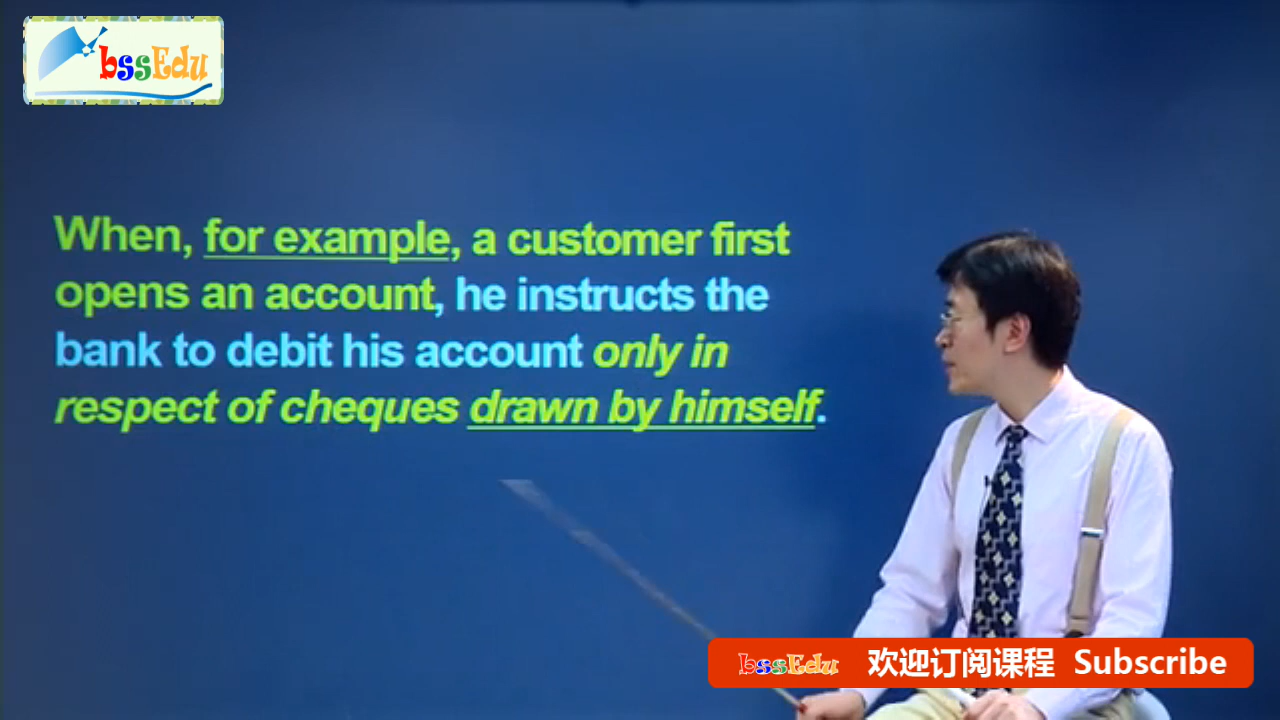 bssEdu
When, for example, a customer first
opens an account, he instructs the
bank to debit his account only in
respect of cheques drawn by himself.
bssEdu 欢迎订阅课程 Subscribe